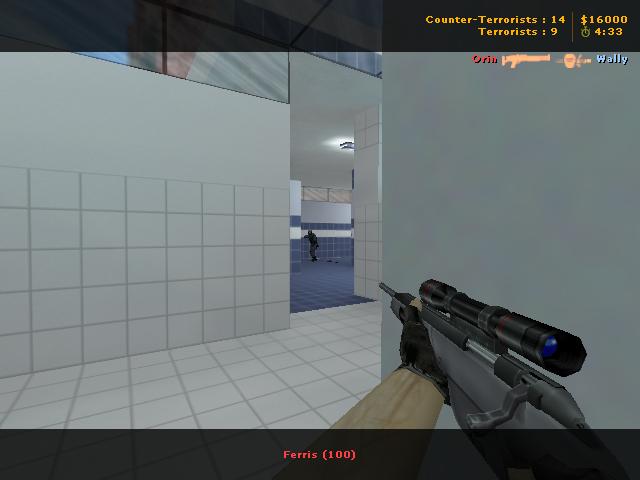 Counter-Terrorists : 14 $16000
Terrorists : 9 4:33
Orin Wally
Ferris (100)